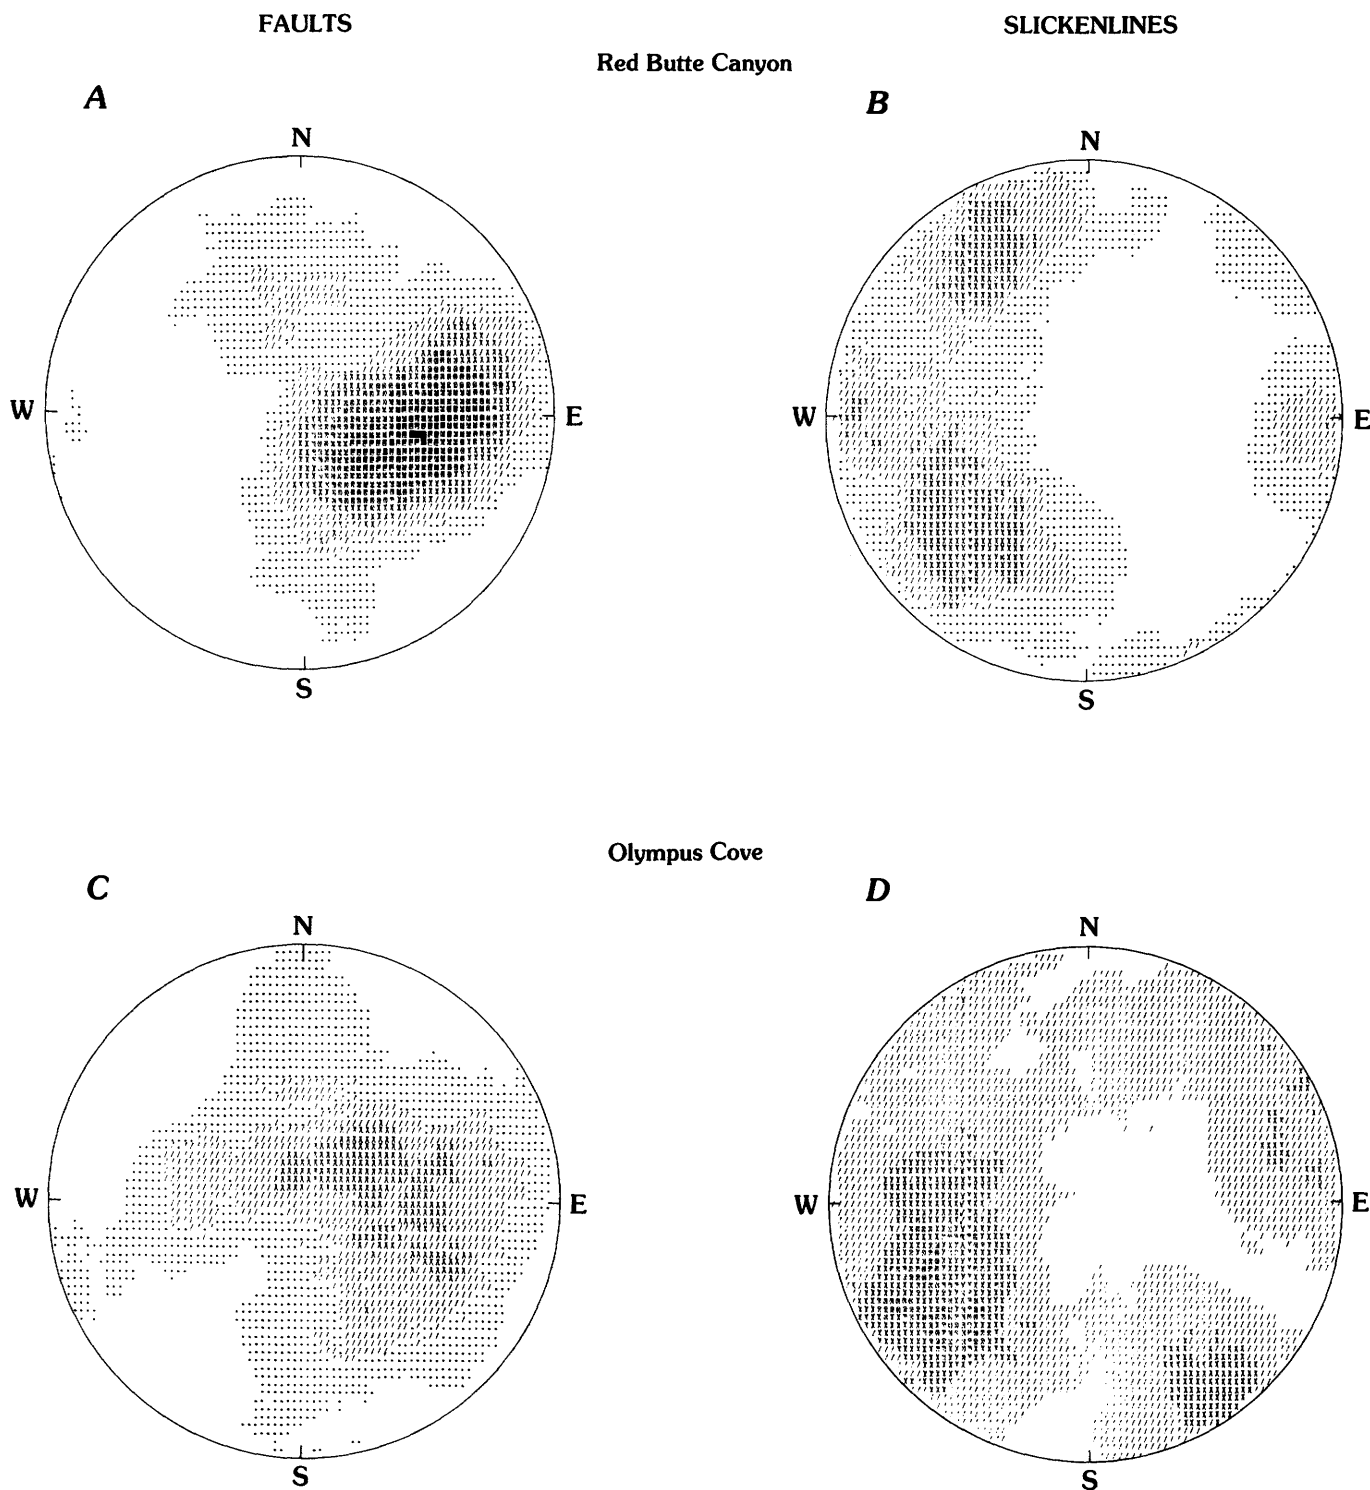 FAULTS SLICKENLINES
Red Butte Canyon
A B
N N
W E W E
S S
Olympus Cove
C D
N N
W E W E
S S